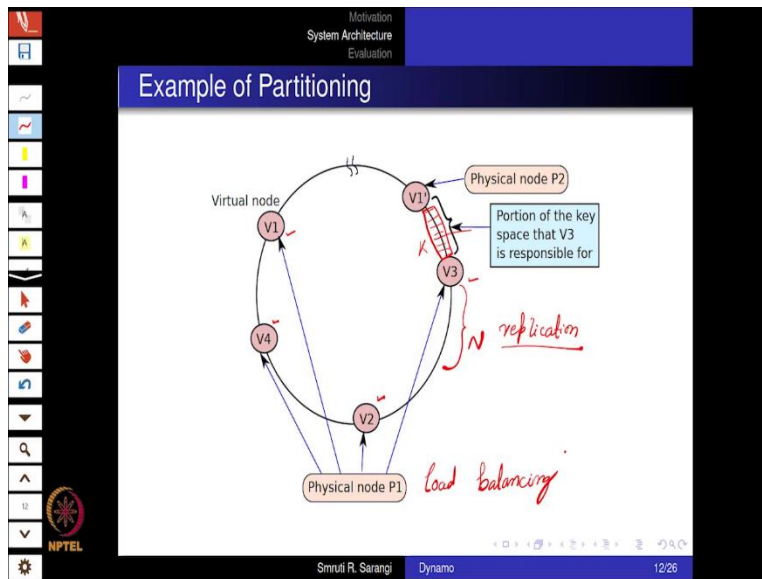 Motivation
System Architecture
Evaluation
Example of Partitioning
Physical node P2
V1'
Virtual node
V1
Portion of the key
space that V3
is responsible for
K
V3
N replication
V4
V2
Physical node P1
load balancing
12
NPTEL
Smruti R. Sarangi
Dynamo
12/26